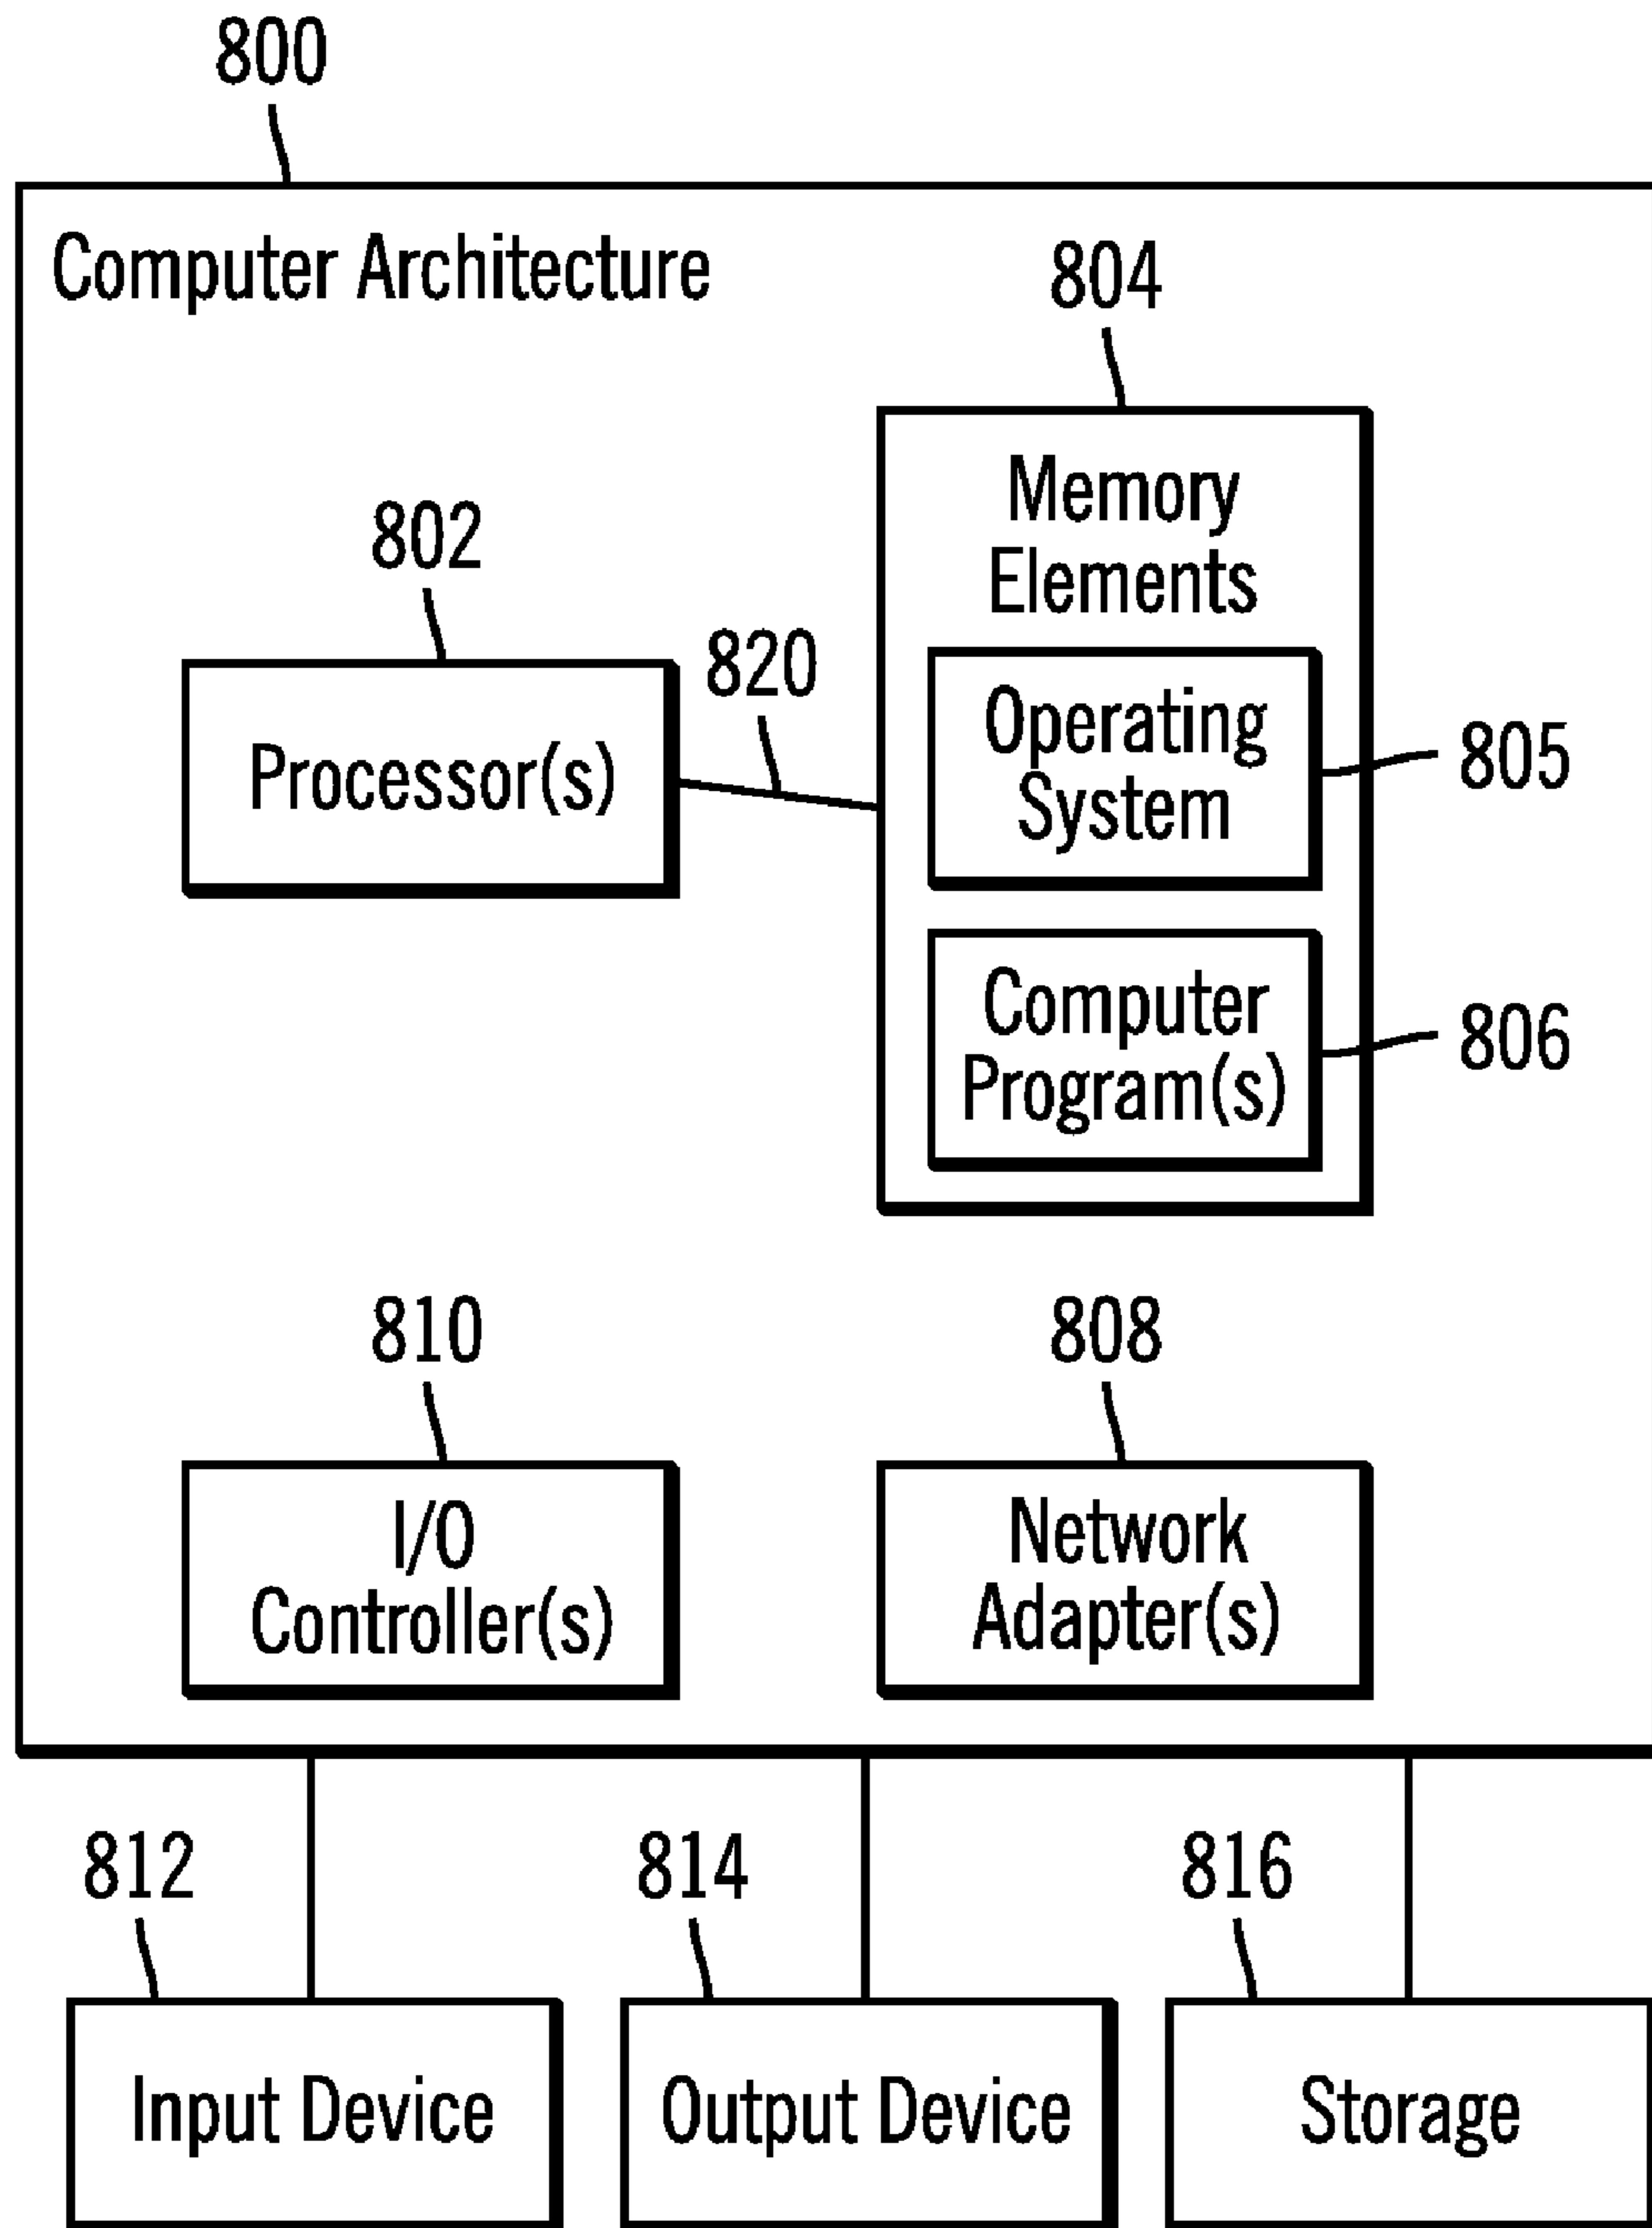 800
Computer Architecture
804
Memory
Elements
802
820
Operating
System
805
Processor(s)
Computer
Program(s)
806
810
808
I/O
Controller(s)
Network
Adapter(s)
812
814
816
Input Device
Output Device
Storage